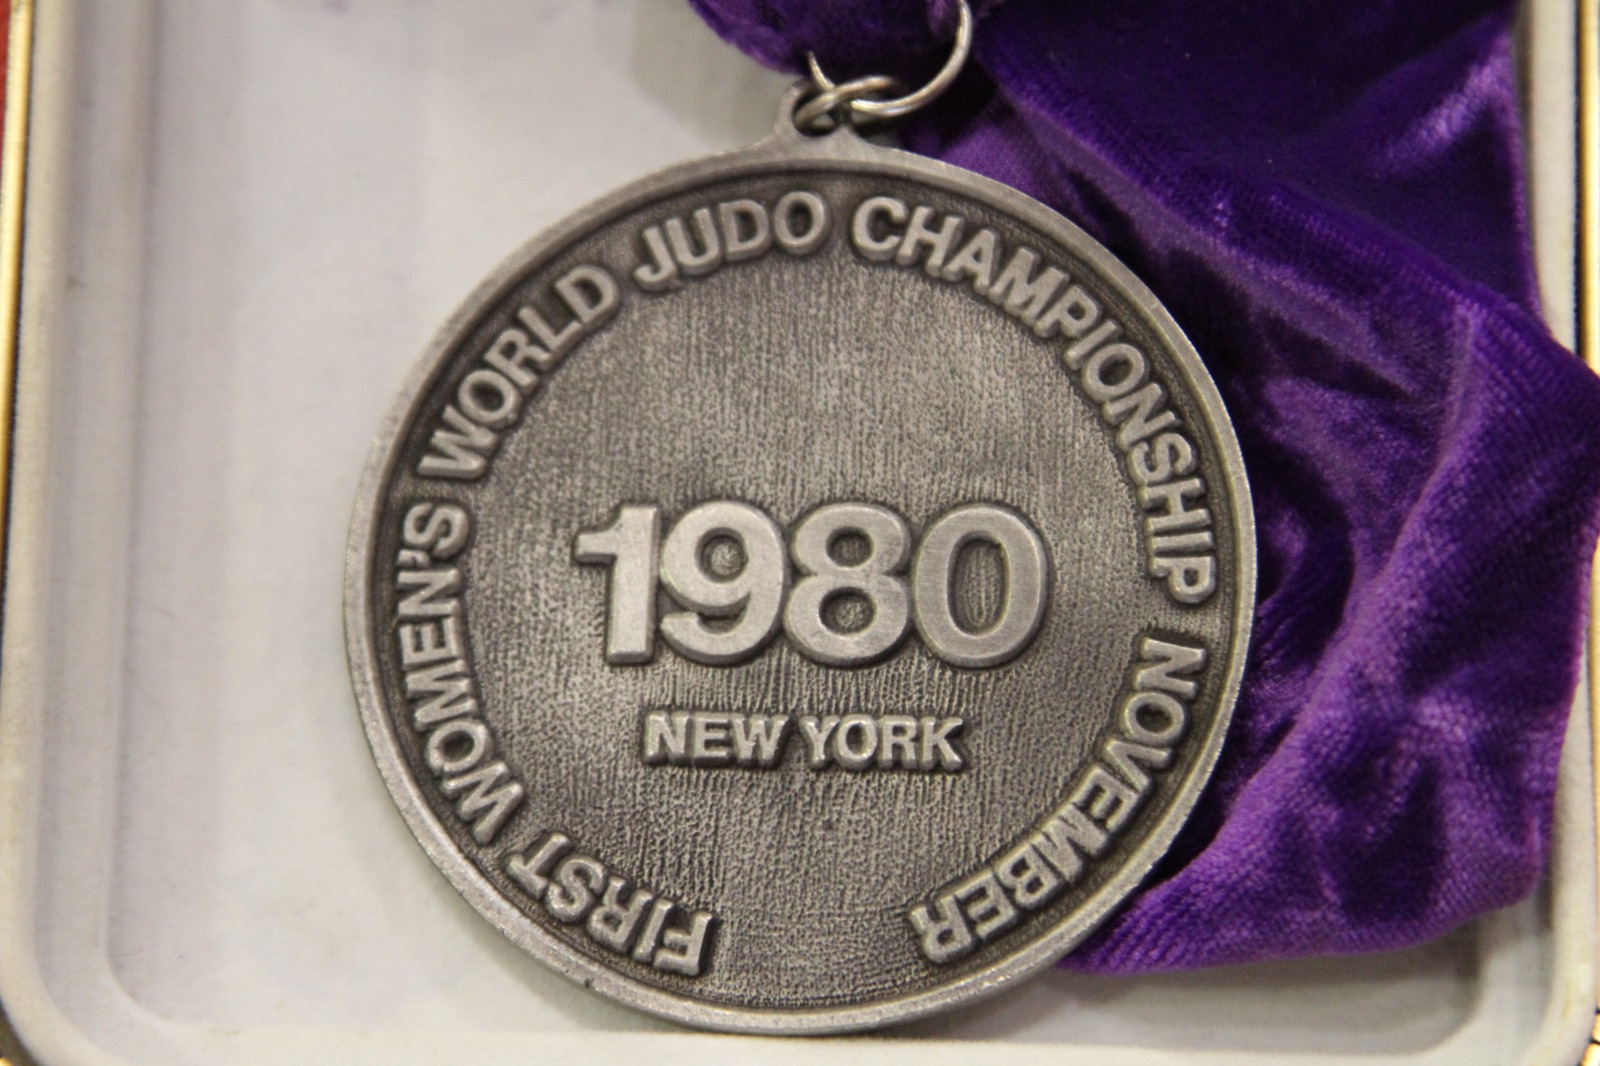 FIRST WOMEN'S WORLD JUDO CHAMPIONSHIP NOVEMBER
1980
NEW YORK